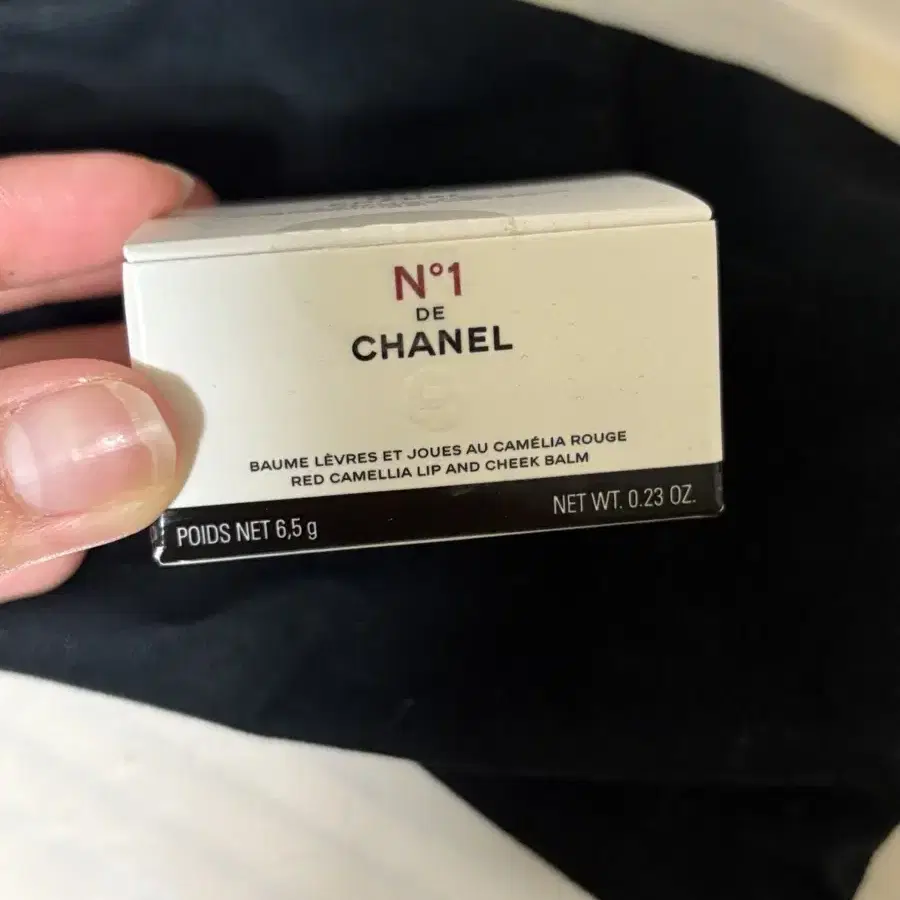 N°1
DE
CHANEL
BAUME LÈVRES ET JOUES AU CAMÉLIA ROUGE
RED CAMELLIA LIP AND CHEEK BALM
POIDS NET 6,5 g
NET WT. 0.23 OZ.